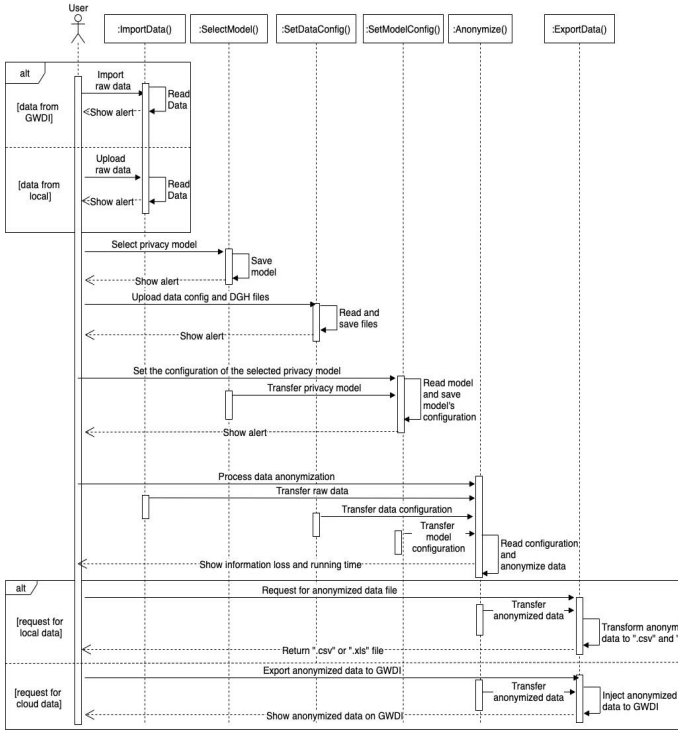 User
:ImportData()
:SelectModel()
:SetDataConfig()
:SetModelConfig()
:Anonymize()
:ExportData()
alt
Import
raw data
[data from
GWDI]
Read
Data
Show alert
Upload
raw data
[data from
local]
Read
Data
Show alert
Select privacy model
Save
model
Show alert
Upload data config and DGH files
Read and
save files
Show alert
Set the configuration of the selected privacy model
Transfer privacy model
Read model
and save
model's
configuration
Show alert
Process data anonymization
Transfer raw data
Transfer data configuration
Transfer
model
configuration
Read configuration
and
anonymize data
Show information loss and running time
alt
Request for anonymized data file
[request for
local data]
Transfer
anonymized data
Transform anonym
data to ".csv" and "
Return ".csv" or ".xls" file
Export anonymized data to GWDI
[request for
cloud data]
Transfer
anonymized data
Inject anonymized
data to GWDI
Show anonymized data on GWDI